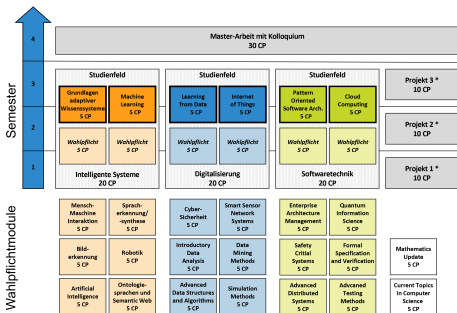 4
Master-Arbeit mit Kolloquium
30 CP
Semester
3
2
1
Studienfeld
Grundlagen
adaptiver
Wissenssysteme
5 CP
Machine
Learning
5 CP
Wahlpflicht
5 CP
Wahlpflicht
5 CP
Intelligente Systeme
20 CP
Studienfeld
Learning
from Data
5 CP
Internet
of Things
5 CP
Wahlpflicht
5 CP
Wahlpflicht
5 CP
Digitalisierung
20 CP
Studienfeld
Pattern
Oriented
Software Arch.
5 CP
Cloud
Computing
5 CP
Wahlpflicht
5 CP
Wahlpflicht
5 CP
Softwaretechnik
20 CP
Projekt 3 *
10 CP
Projekt 2 *
10 CP
Projekt 1 *
10 CP
Wahlpflichtmodule
Mensch-
Maschine
Interaktion
5 CP
Sprach-
erkennung/
-synthese
5 CP
Cyber-
Sicherheit
5 CP
Smart Sensor
Network
Systems
5 CP
Enterprise
Architecture
Management
5 CP
Quantum
Information
Science
5 CP
Bild-
erkennung
5 CP
Robotik
5 CP
Introductory
Data
Analysis
5 CP
Data
Mining
Methods
5 CP
Safety
Critial
Systems
5 CP
Formal
Specification
and Verification
5 CP
Mathematics
Update
5 CP
Artificial
Intelligence
5 CP
Ontologie-
sprachen und
Semantic Web
5 CP
Advanced
Data Structures
and Algorithms
5 CP
Simulation
Methods
5 CP
Advanced
Distributed
Systems
5 CP
Advcanced
Testing
Methods
5 CP
Current Topics
in Computer
Science
5 CP